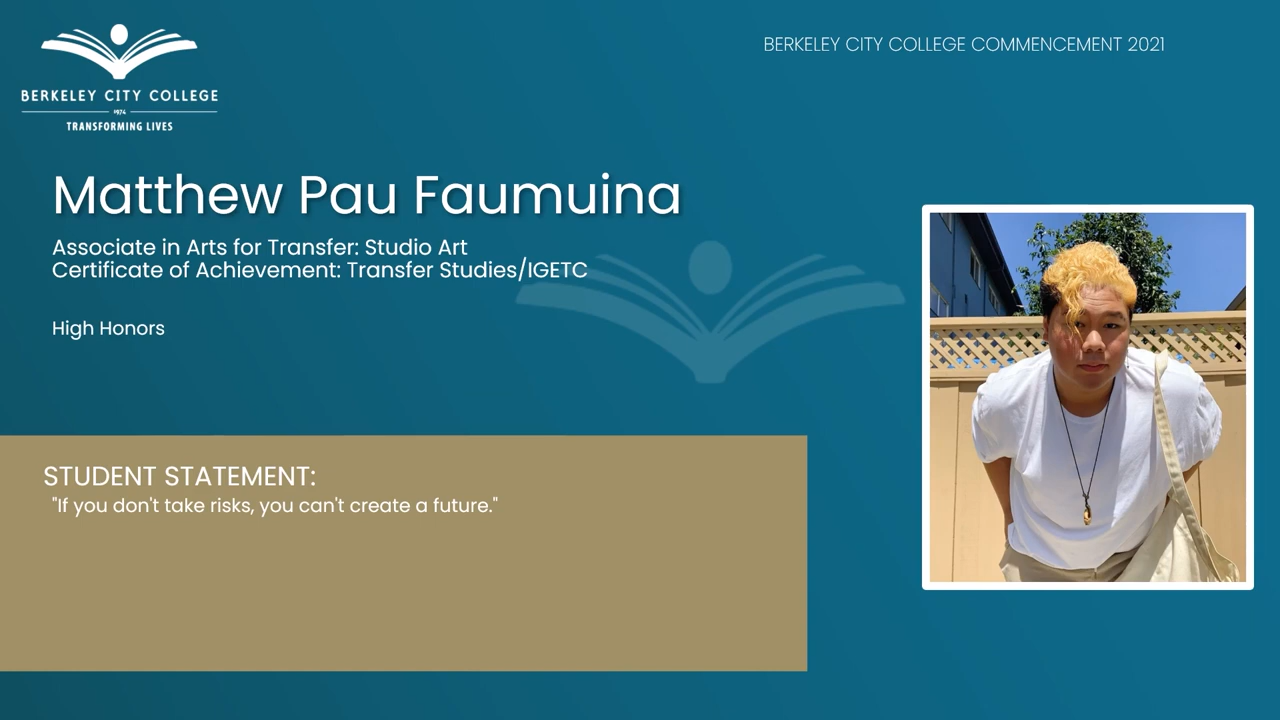 BERKELEY CITY COLLEGE COMMENCEMENT 2021
BERKELEY CITY COLLEGE
1974
TRANSFORMING LIVES
Matthew Pau Faumuina
Associate in Arts for Transfer: Studio Art
Certificate of Achievement: Transfer Studies/IGETC
High Honors
STUDENT STATEMENT:
"If you don't take risks, you can't create a future."